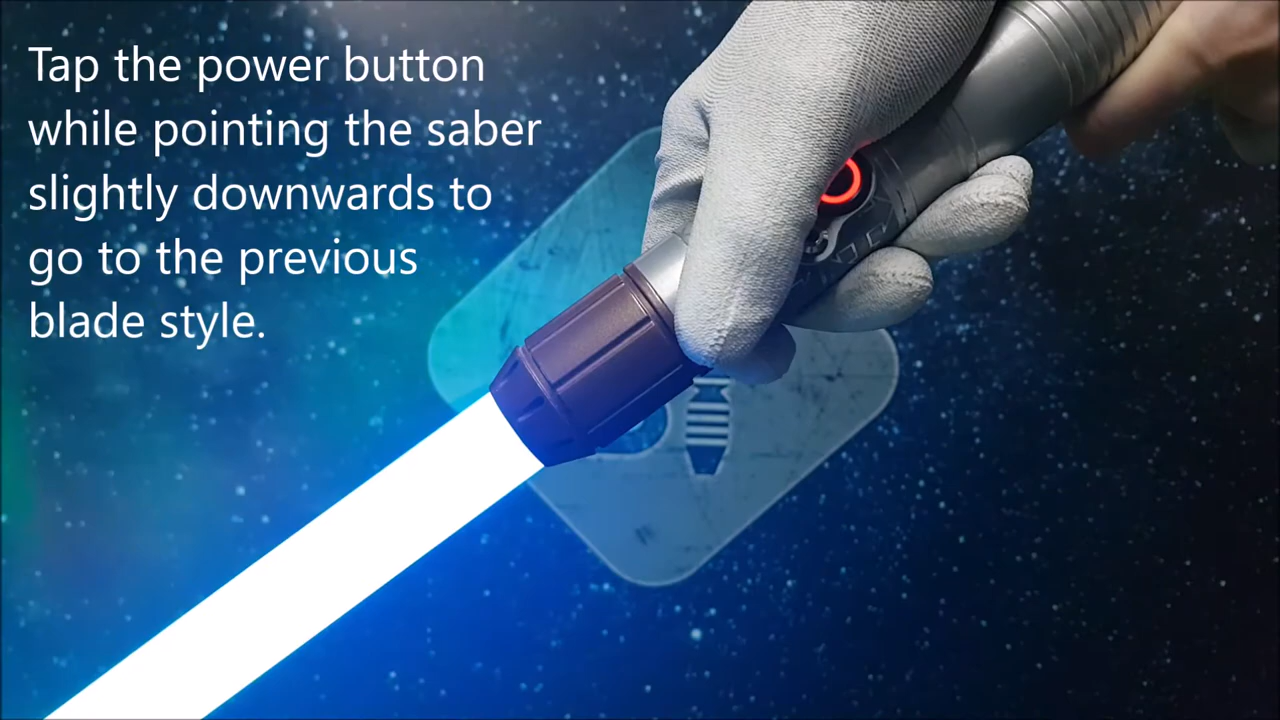 Tap the power button
while pointing the saber
slightly downwards to
go to the previous
blade style.